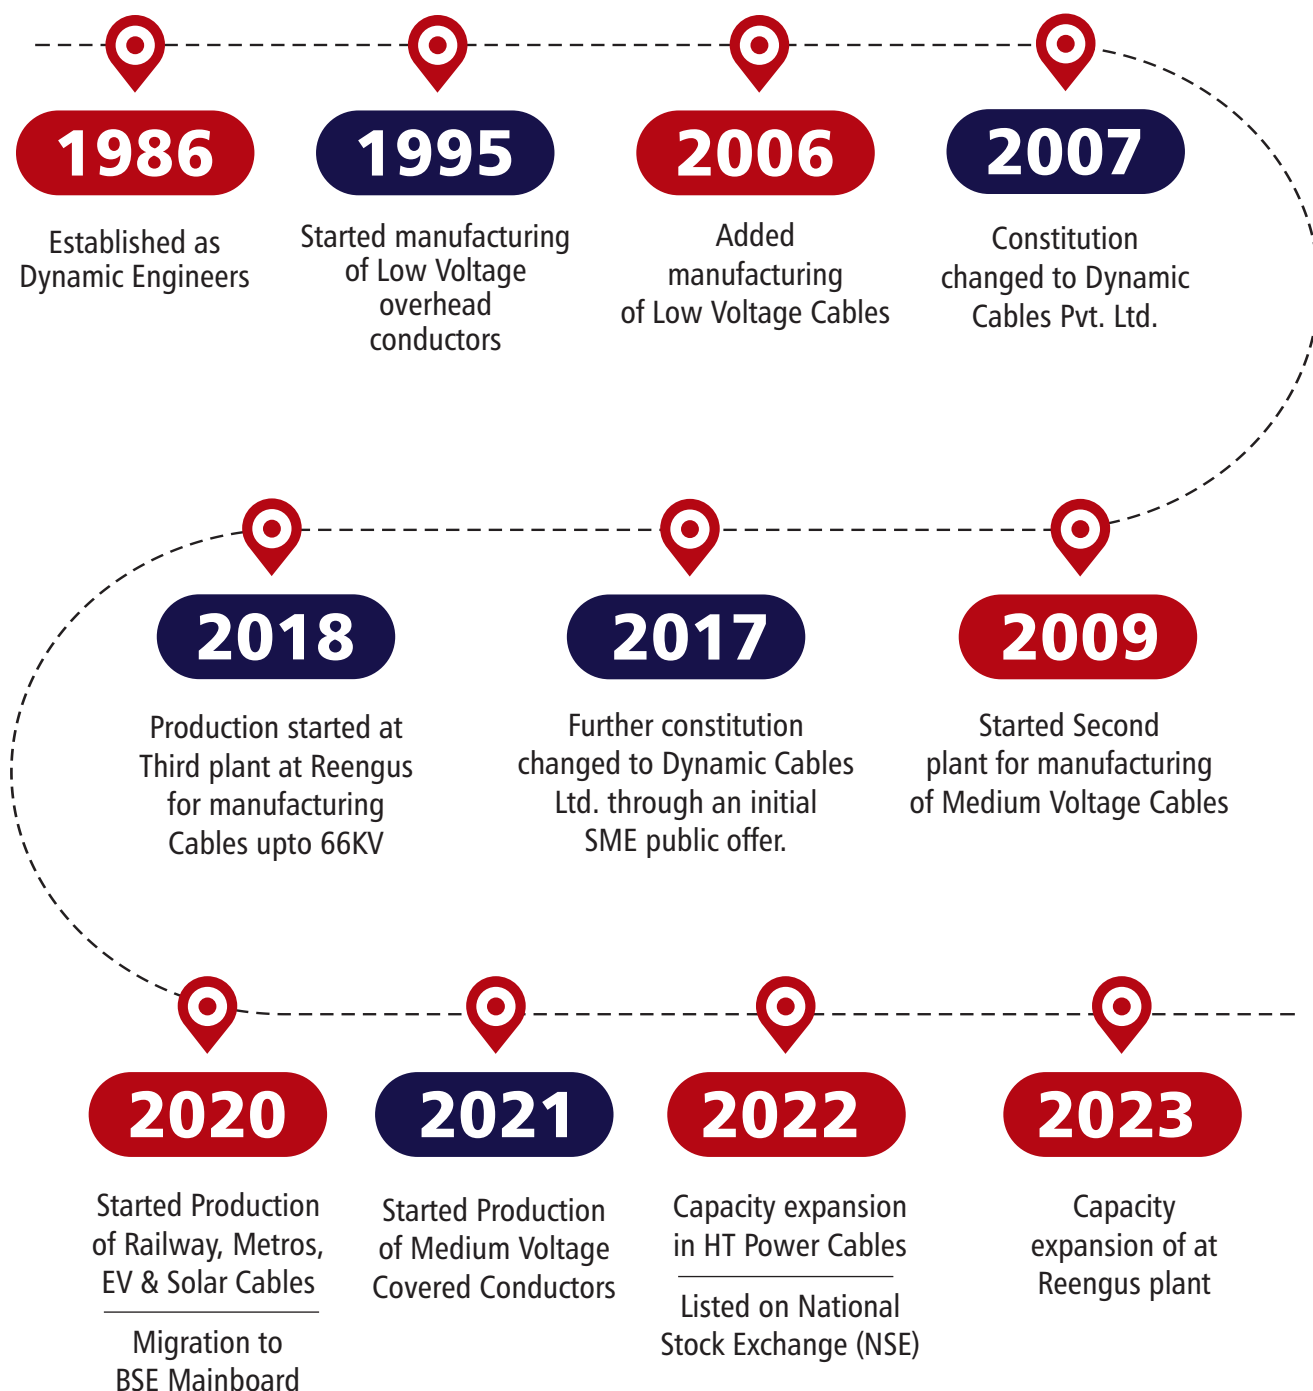 1986
Established as
Dynamic Engineers
1995
Started manufacturing
of Low Voltage
overhead
conductors
2006
Added
manufacturing
of Low Voltage Cables
2007
Constitution
changed to Dynamic
Cables Pvt. Ltd.
2009
Started Second
plant for manufacturing
of Medium Voltage Cables
2017
Further constitution
changed to Dynamic Cables
Ltd. through an initial
SME public offer.
2018
Production started at
Third plant at Reengus
for manufacturing
Cables upto 66KV
2020
Started Production
of Railway, Metros,
EV & Solar Cables
Migration to
BSE Mainboard
2021
Started Production
of Medium Voltage
Covered Conductors
2022
Capacity expansion
in HT Power Cables
Listed on National
Stock Exchange (NSE)
2023
Capacity
expansion of at
Reengus plant